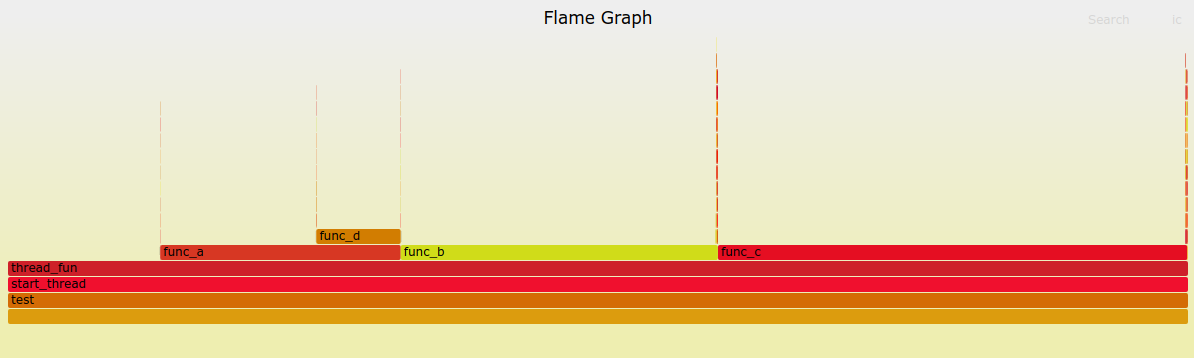 Flame Graph
Search ic
func_d
func_a func_b func_c
thread_fun
start_thread
test